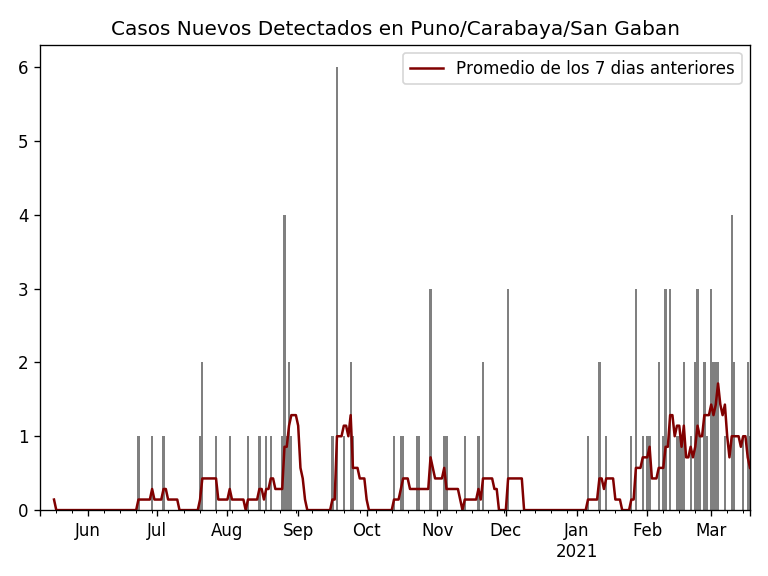 Casos Nuevos Detectados en Puno/Carabaya/San Gaban
Promedio de los 7 dias anteriores
6
5
4
3
2
1
0
Jun Jul Aug Sep Oct Nov Dec Jan Feb Mar
2021